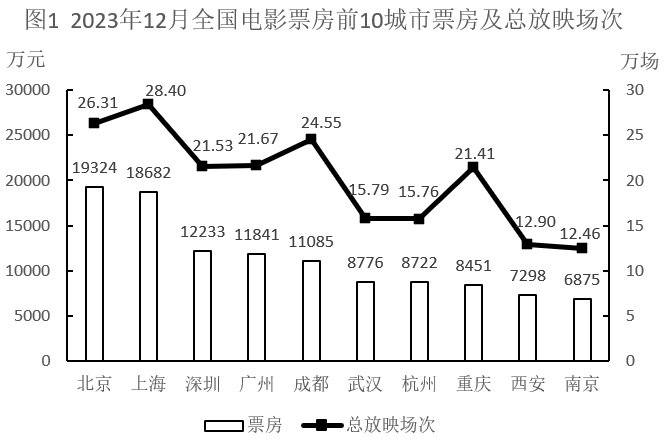 图1 2023年12月全国电影票房前10城市票房及总放映场次
万元 万场
30000 30
25000 25
20000 20
15000 15
10000 10
5000 5
0 0
26.31 28.40 21.53 21.67 24.55 15.79 15.76 21.41 12.90 12.46
19324 18682 12233 11841 11085 8776 8722 8451 7298 6875
北京 上海 深圳 广州 成都 武汉 杭州 重庆 西安 南京
票房 总放映场次